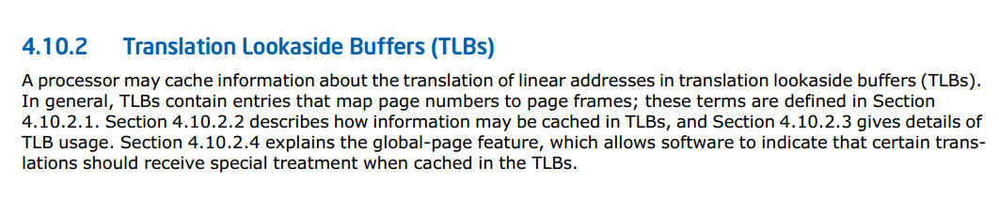 4.10.2 Translation Lookaside Buffers (TLBs)
A processor may cache information about the translation of linear addresses in translation lookaside buffers (TLBs).
In general, TLBs contain entries that map page numbers to page frames; these terms are defined in Section
4.10.2.1. Section 4.10.2.2 describes how information may be cached in TLBs, and Section 4.10.2.3 gives details of
TLB usage. Section 4.10.2.4 explains the global-page feature, which allows software to indicate that certain trans-
lations should receive special treatment when cached in the TLBs.